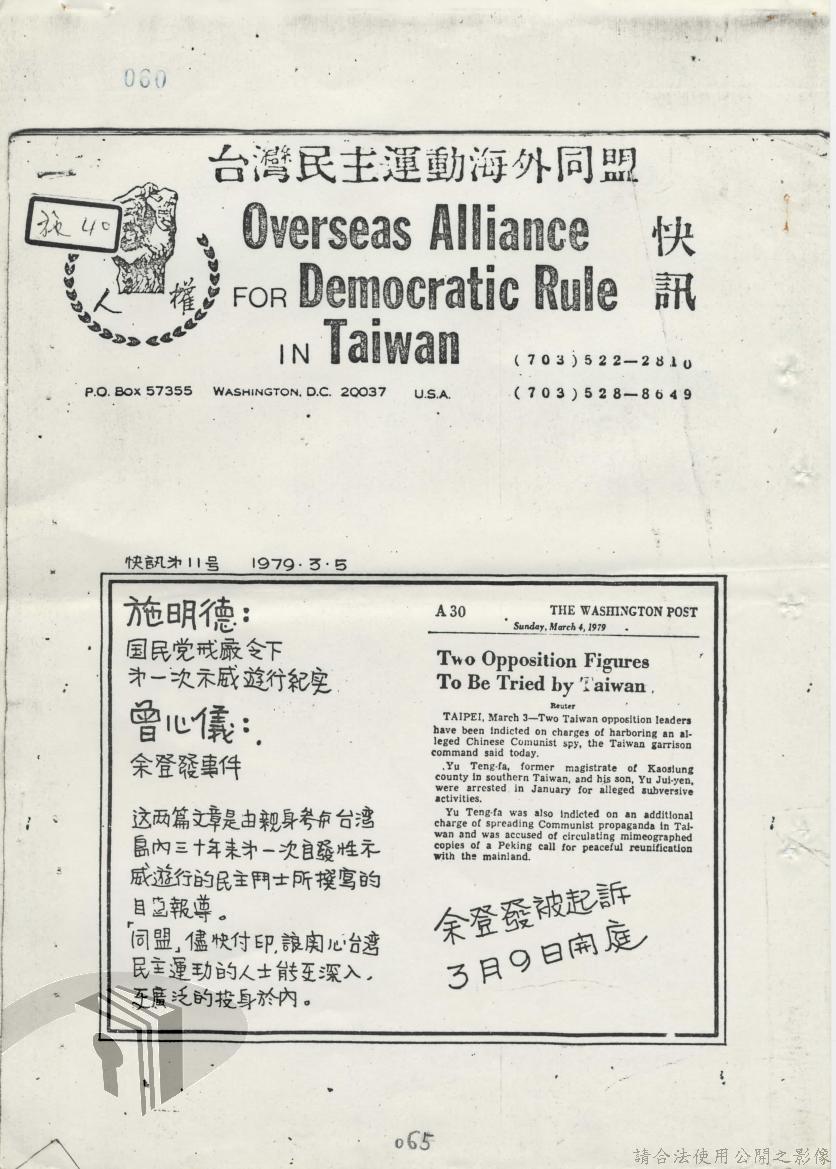 060
台灣民主運動海外同盟
施 40
人權
Overseas Alliance
FOR Democratic Rule
IN Taiwan
快訊
(703)522-2810
(703)528-8649
P.O. BOX 57355 WASHINGTON, D.C. 20037 U.S.A.
快訊第11号 1979.3.5
施明德:
国民党戒嚴令下
第一次示威遊行紀实
曾心儀:
余登發事件
这两篇文章是由親身參加台湾
島內三十年來第一次自發性示
威遊行的民主鬥士所撰寫的
目击報導。
「同盟」儘快付印,讓関心台湾
民主運动的人士能更深入,
更廣泛的投身於內。
A 30 THE WASHINGTON POST
Sunday, March 4, 1979
Two Opposition Figures
To Be Tried by Taiwan
Reuter
TAIPEI, March 3—Two Taiwan opposition leaders
have been indicted on charges of harboring an al-
leged Chinese Comunist spy, the Taiwan garrison
command said today.
Yu Teng-fa, former magistrate of Kaosiung
county in southern Taiwan, and his son, Yu Jui-yen,
were arrested in January for alleged subversive
activities.
Yu Teng-fa was also indicted on an additional
charge of spreading Communist propaganda in Tai-
wan and was accused of circulating mimeographed
copies of a Peking call for peaceful reunification
with the mainland.
余登發被起訴
3月9日開庭
065
請合法使用公開之影像